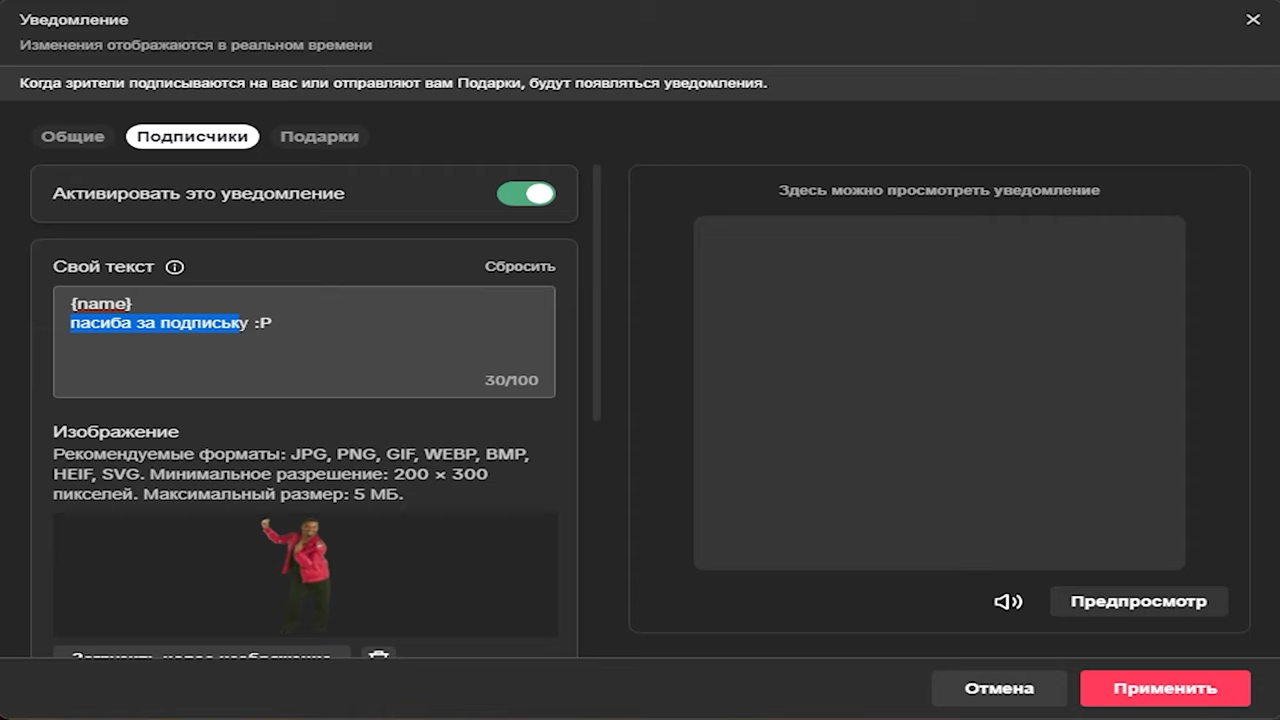 Уведомление
Изменения отображаются в реальном времени
Когда зрители подписываются на вас или отправляют вам Подарки, будут появляться уведомления.
Общие Подписчики Подарки
Активировать это уведомление
Свой текст Сбросить
{name}
пасиба за подпиську :P
30/100
Изображение
Рекомендуемые форматы: JPG, PNG, GIF, WEBP, BMP,
HEIF, SVG. Минимальное разрешение: 200 × 300
пикселей. Максимальный размер: 5 МБ.
Здесь можно просмотреть уведомление
Предпросмотр
Отмена Применить